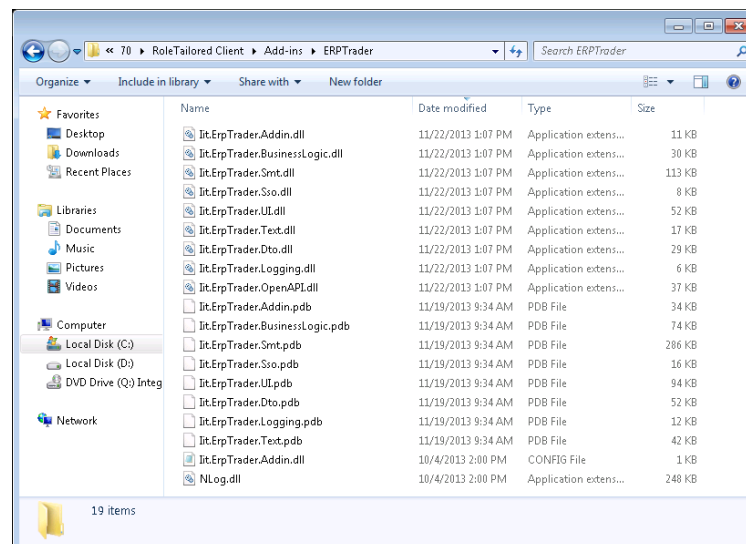 « 70 ▸ RoleTailored Client ▸ Add-ins ▸ ERPTrader Search ERPTrader
Organize Include in library Share with New folder
Favorites
Desktop
Downloads
Recent Places
Libraries
Documents
Music
Pictures
Videos
Computer
Local Disk (C:)
Local Disk (D:)
DVD Drive (Q:) Integ
Network
Name Date modified Type Size
Iit.ErpTrader.Addin.dll 11/22/2013 1:07 PM Application extens... 11 KB
Iit.ErpTrader.BusinessLogic.dll 11/22/2013 1:07 PM Application extens... 30 KB
Iit.ErpTrader.Smt.dll 11/22/2013 1:07 PM Application extens... 113 KB
Iit.ErpTrader.Sso.dll 11/22/2013 1:07 PM Application extens... 8 KB
Iit.ErpTrader.UI.dll 11/22/2013 1:07 PM Application extens... 52 KB
Iit.ErpTrader.Text.dll 11/22/2013 1:07 PM Application extens... 17 KB
Iit.ErpTrader.Dto.dll 11/22/2013 1:07 PM Application extens... 29 KB
Iit.ErpTrader.Logging.dll 11/22/2013 1:07 PM Application extens... 6 KB
Iit.ErpTrader.OpenAPI.dll 11/22/2013 1:07 PM Application extens... 37 KB
Iit.ErpTrader.Addin.pdb 11/19/2013 9:34 AM PDB File 34 KB
Iit.ErpTrader.BusinessLogic.pdb 11/19/2013 9:34 AM PDB File 74 KB
Iit.ErpTrader.Smt.pdb 11/19/2013 9:34 AM PDB File 286 KB
Iit.ErpTrader.Sso.pdb 11/19/2013 9:34 AM PDB File 16 KB
Iit.ErpTrader.UI.pdb 11/19/2013 9:34 AM PDB File 94 KB
Iit.ErpTrader.Dto.pdb 11/19/2013 9:34 AM PDB File 52 KB
Iit.ErpTrader.Logging.pdb 11/19/2013 9:34 AM PDB File 12 KB
Iit.ErpTrader.Text.pdb 11/19/2013 9:34 AM PDB File 42 KB
Iit.ErpTrader.Addin.dll 10/4/2013 2:00 PM CONFIG File 1 KB
NLog.dll 10/4/2013 2:00 PM Application extens... 248 KB
19 items